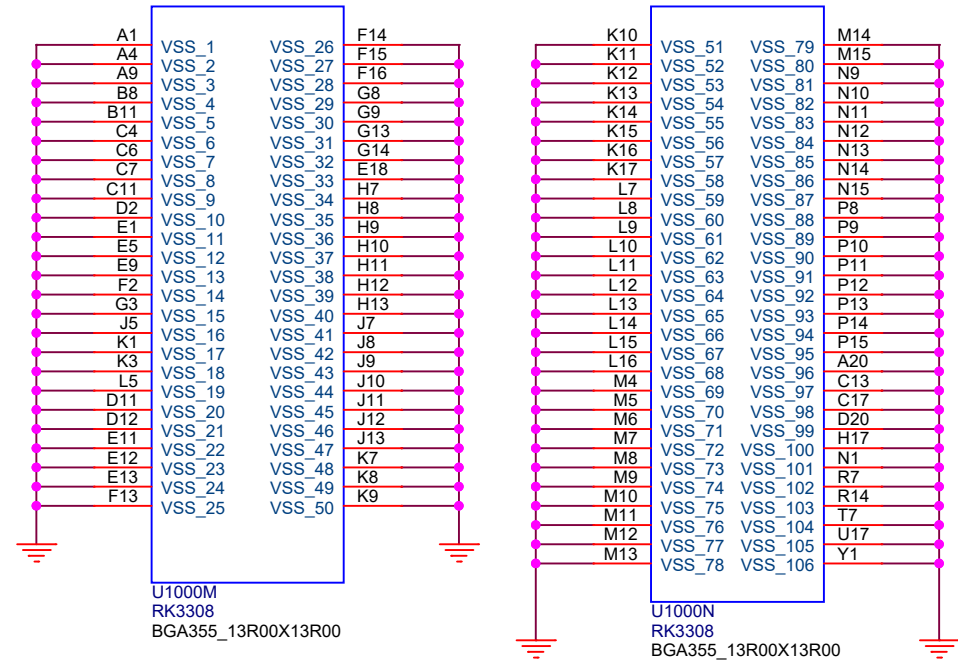 A1 VSS_1 VSS_26 F14
A4 VSS_2 VSS_27 F15
A9 VSS_3 VSS_28 F16
B8 VSS_4 VSS_29 G8
B11 VSS_5 VSS_30 G9
C4 VSS_6 VSS_31 G13
C6 VSS_7 VSS_32 G14
C7 VSS_8 VSS_33 E18
C11 VSS_9 VSS_34 H7
D2 VSS_10 VSS_35 H8
E1 VSS_11 VSS_36 H9
E5 VSS_12 VSS_37 H10
E9 VSS_13 VSS_38 H11
F2 VSS_14 VSS_39 H12
G3 VSS_15 VSS_40 H13
J5 VSS_16 VSS_41 J7
K1 VSS_17 VSS_42 J8
K3 VSS_18 VSS_43 J9
L5 VSS_19 VSS_44 J10
D11 VSS_20 VSS_45 J11
D12 VSS_21 VSS_46 J12
E11 VSS_22 VSS_47 J13
E12 VSS_23 VSS_48 K7
E13 VSS_24 VSS_49 K8
F13 VSS_25 VSS_50 K9
U1000M
RK3308
BGA355_13R00X13R00
K10 VSS_51 VSS_79 M14
K11 VSS_52 VSS_80 M15
K12 VSS_53 VSS_81 N9
K13 VSS_54 VSS_82 N10
K14 VSS_55 VSS_83 N11
K15 VSS_56 VSS_84 N12
K16 VSS_57 VSS_85 N13
K17 VSS_58 VSS_86 N14
L7 VSS_59 VSS_87 N15
L8 VSS_60 VSS_88 P8
L9 VSS_61 VSS_89 P9
L10 VSS_62 VSS_90 P10
L11 VSS_63 VSS_91 P11
L12 VSS_64 VSS_92 P12
L13 VSS_65 VSS_93 P13
L14 VSS_66 VSS_94 P14
L15 VSS_67 VSS_95 P15
L16 VSS_68 VSS_96 A20
M4 VSS_69 VSS_97 C13
M5 VSS_70 VSS_98 C17
M6 VSS_71 VSS_99 D20
M7 VSS_72 VSS_100 H17
M8 VSS_73 VSS_101 N1
M9 VSS_74 VSS_102 R7
M10 VSS_75 VSS_103 R14
M11 VSS_76 VSS_104 T7
M12 VSS_77 VSS_105 U17
M13 VSS_78 VSS_106 Y1
U1000N
RK3308
BGA355_13R00X13R00